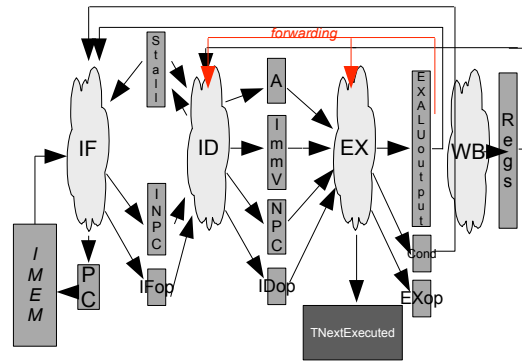 forwarding
Stall
A
EXALUoutput
Regs
IF
ID
ImmV
EX
WB
INPC
NPC
IMEM
PC
IFop
IDop
Cond
EXop
TNextExecuted